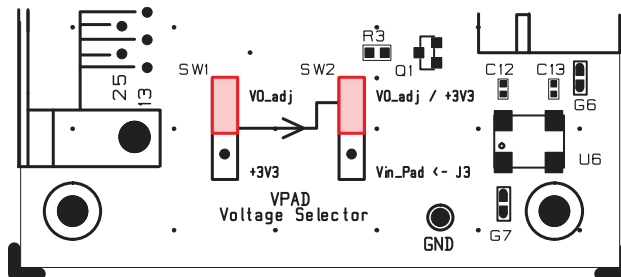 R3
SW1
SW2
Q1
C12
C13
25
13
VO_adj
VO_adj / +3V3
G6
+3V3
Vin_Pad <- J3
U6
VPAD
Voltage Selector
GND
G7